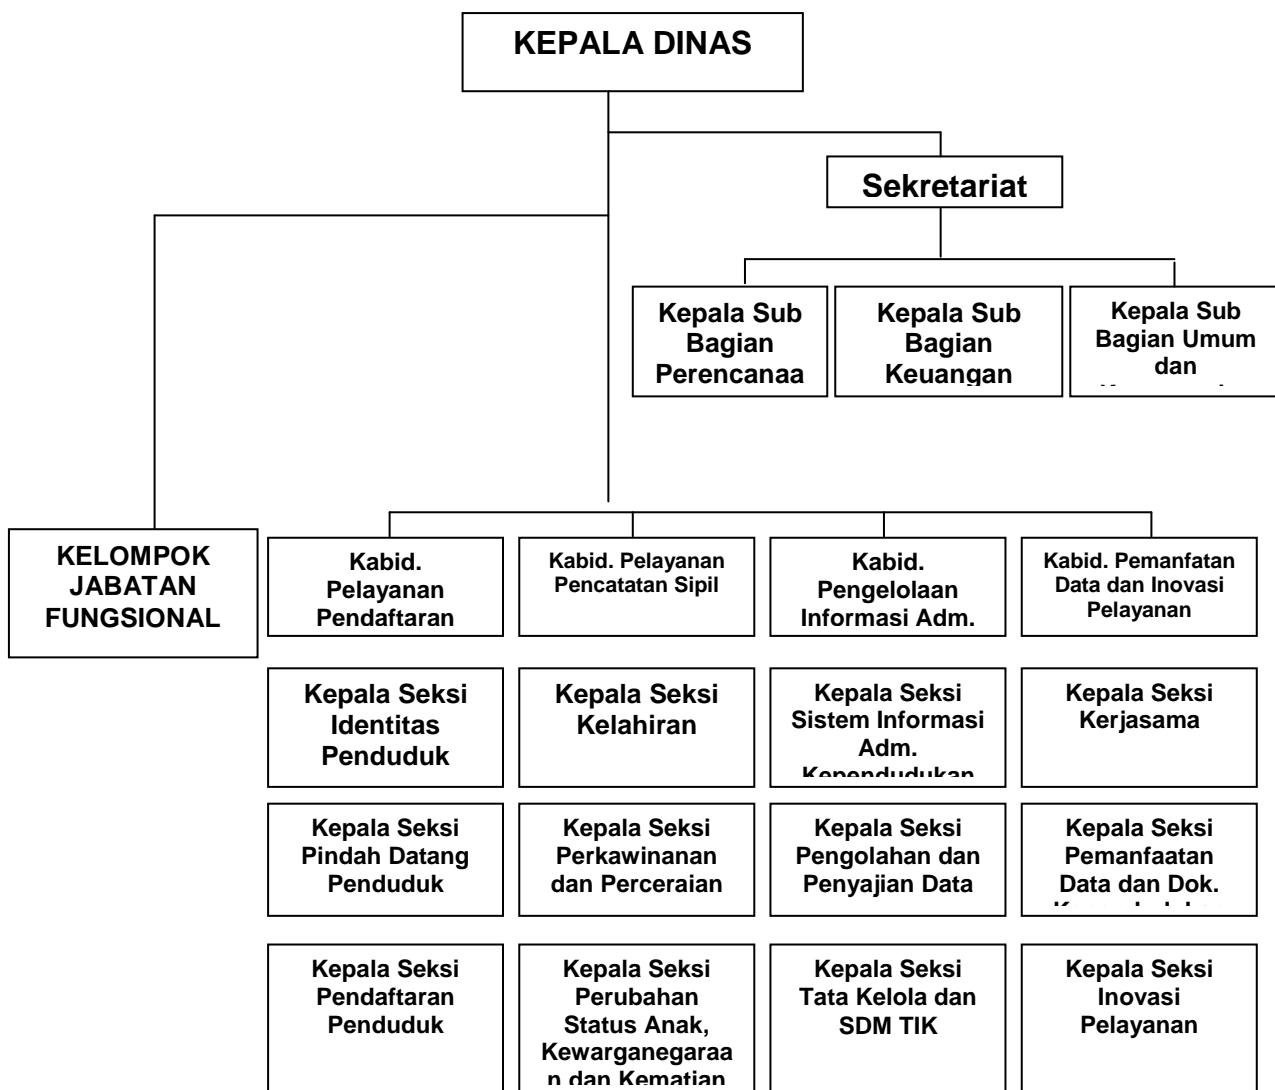 KEPALA DINAS
Sekretariat
Kepala Sub
Bagian
Perencanaa
Kepala Sub
Bagian
Keuangan
Kepala Sub
Bagian Umum
dan
KELOMPOK
JABATAN
FUNGSIONAL
Kabid.
Pelayanan
Pendaftaran
Kabid. Pelayanan
Pencatatan Sipil
Kabid.
Pengelolaan
Informasi Adm.
Kabid. Pemanfatan
Data dan Inovasi
Pelayanan
Kepala Seksi
Identitas
Penduduk
Kepala Seksi
Kelahiran
Kepala Seksi
Sistem Informasi
Adm.
Kependudukan
Kepala Seksi
Kerjasama
Kepala Seksi
Pindah Datang
Penduduk
Kepala Seksi
Perkawinanan
dan Perceraian
Kepala Seksi
Pengolahan dan
Penyajian Data
Kepala Seksi
Pemanfaatan
Data dan Dok.
Kepala Seksi
Pendaftaran
Penduduk
Kepala Seksi
Perubahan
Status Anak,
Kewarganegaraa
n dan Kematian
Kepala Seksi
Tata Kelola dan
SDM TIK
Kepala Seksi
Inovasi
Pelayanan